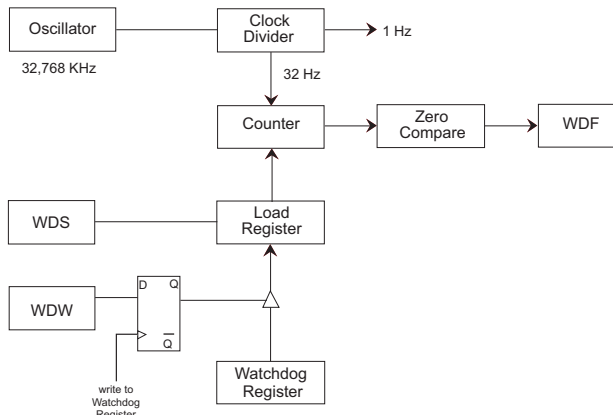 Oscillator
Clock
Divider
1 Hz
32,768 KHz
32 Hz
Counter
Zero
Compare
WDF
WDS
Load
Register
WDW
D
Q
Q
write to
Watchdog
Register
Watchdog
Register